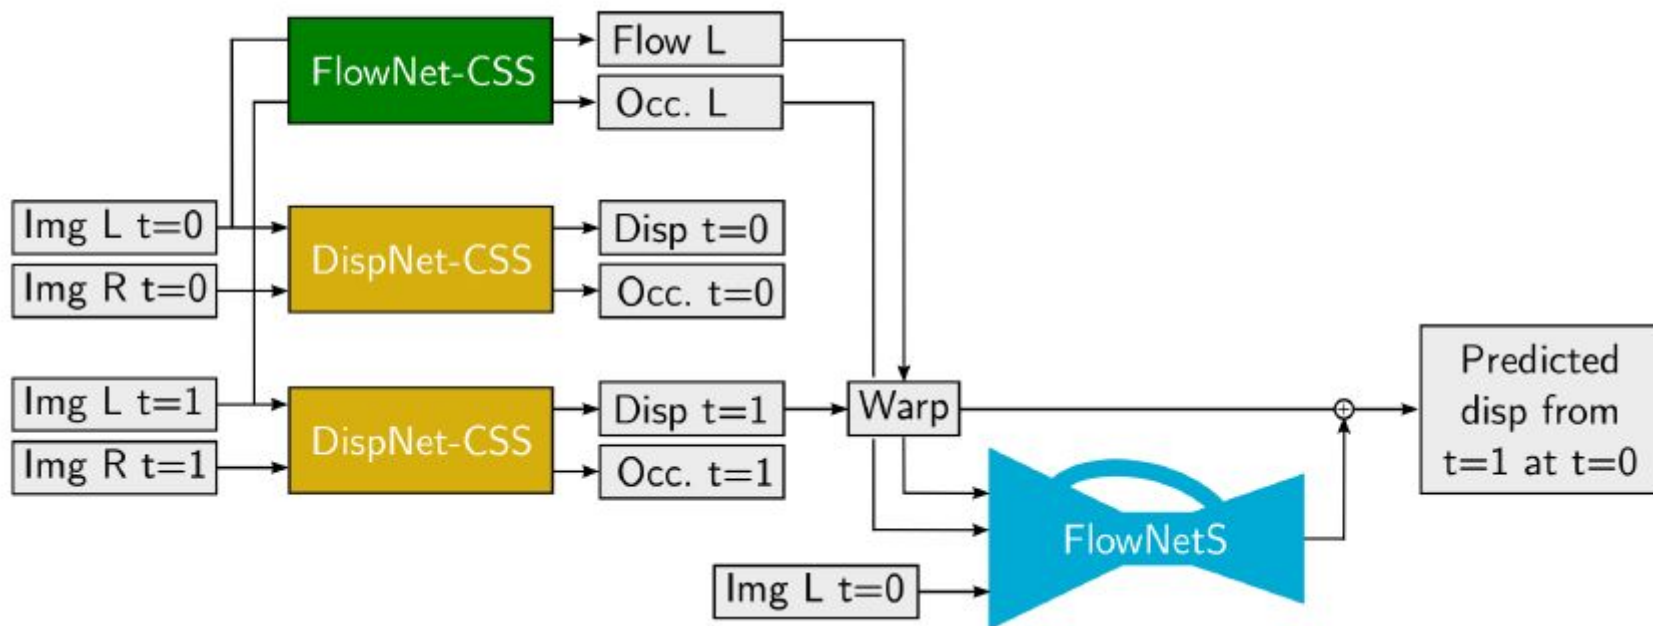 FlowNet-CSS
Flow L
Occ. L
Img L t=0
Img R t=0
DispNet-CSS
Disp t=0
Occ. t=0
Img L t=1
Img R t=1
DispNet-CSS
Disp t=1
Occ. t=1
Warp
FlowNetS
Img L t=0
Predicted
disp from
t=1 at t=0